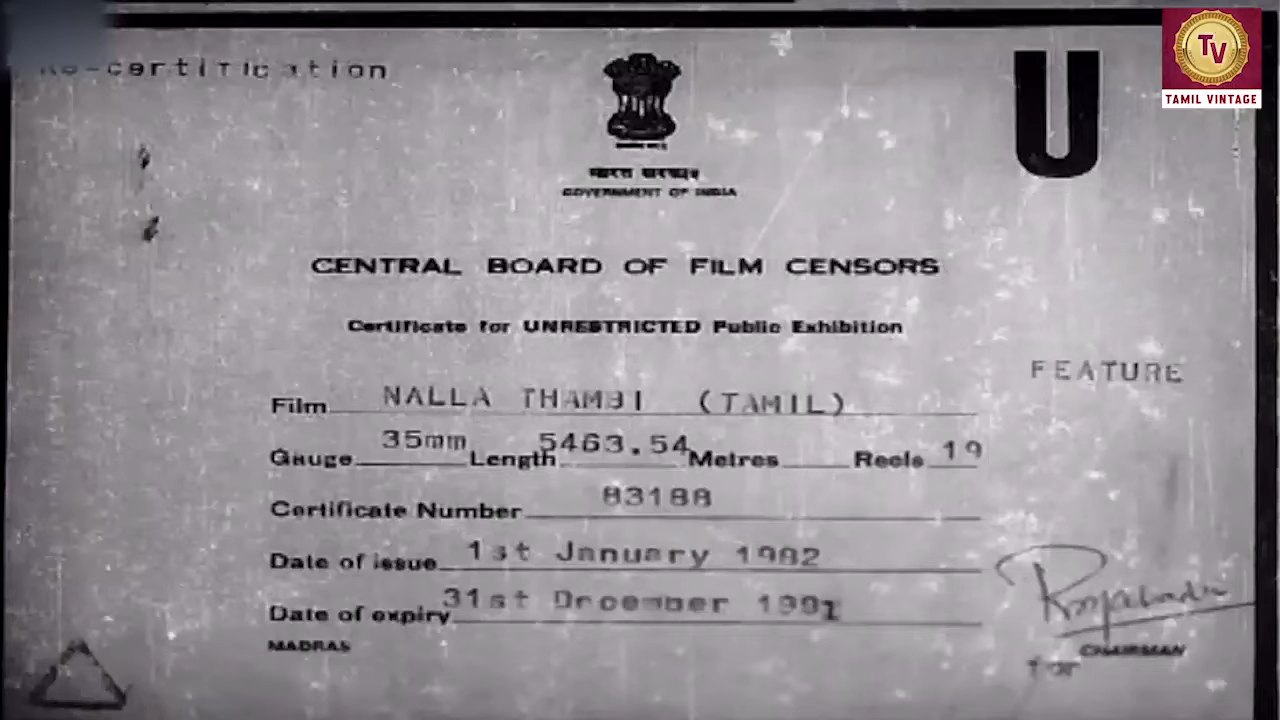 Re-certification
U
TV
TAMIL VINTAGE
भारत सरकार
GOVERNMENT OF INDIA
CENTRAL BOARD OF FILM CENSORS
Certificate for UNRESTRICTED Public Exhibition
FEATURE
Film NALLA THAMBI (TAMIL)
Gauge 35mm Length 5463.54 Metres Reels 19
Certificate Number 83188
Date of issue 1st January 1982
Date of expiry 31st December 1991
MADRAS
for CHAIRMAN